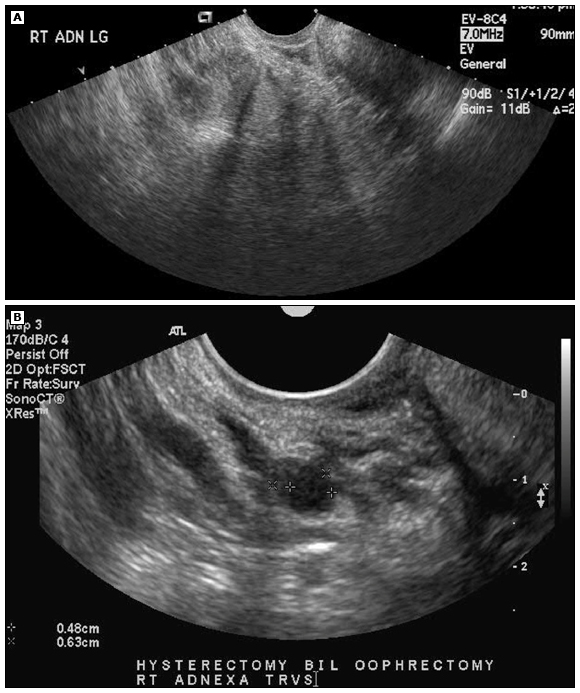 A
RT ADN LG
EV-8C4
7.0MHz 90mm
EV
General
90dB S1/+1/2/4
Gain= 11dB Δ=2
B
Map 3
170dB/C 4
Persist Off
2D Opt:FSCT
Fr Rate:Surv
SonoCT®
XRes™
ATL
0
1
x
2
0.48cm
0.63cm
HYSTERECTOMY BIL OOPHRECTOMY
RT ADNEXA TRVS